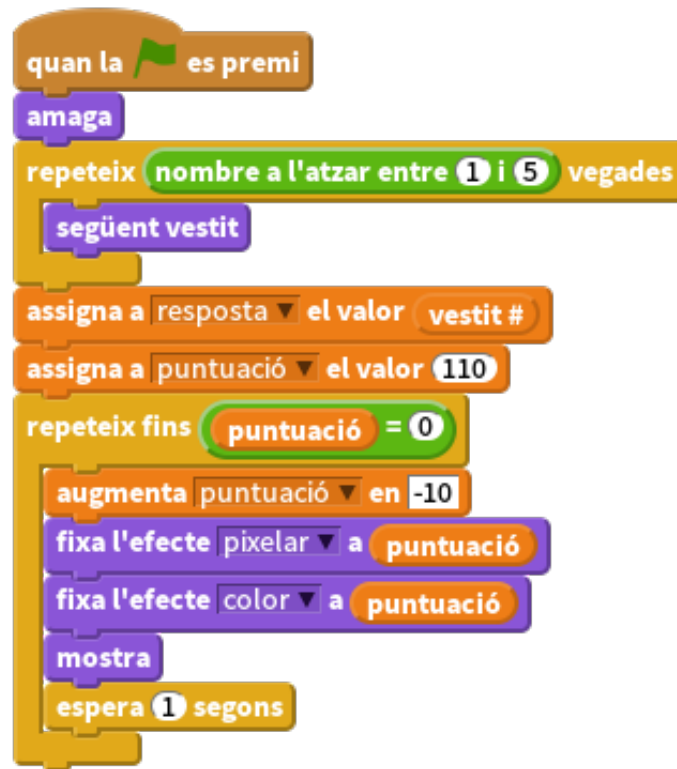 quan la es premi
amaga
repeteix nombre a l'atzar entre 1 i 5 vegades
següent vestit
assigna a resposta el valor vestit #
assigna a puntuació el valor 110
repeteix fins puntuació = 0
augmenta puntuació en -10
fixa l'efecte pixelar a puntuació
fixa l'efecte color a puntuació
mostra
espera 1 segons